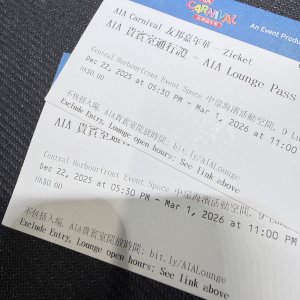 CARNIVAL
An Event Produ
AIA Carnival 友邦嘉年華 - Zicket
AIA 貴賓室通行證 - AIA Lounge Pass
Central Harbourfront Event Space 中環海濱活動空間, 9 L
Dec 22, 2025 at 05:30 PM - Mar 1, 2026 at 11:00
HK$0.00
不包括入場, AIA貴賓室開放時間: bit.ly/AIALounge
Exclude Entry, Lounge open hours: See link above
AIA 貴賓室
Central Harbourfront Event Space 中環海濱活動空間, 9 L
Dec 22, 2025 at 05:30 PM - Mar 1, 2026 at 11:00 PM
HK$0.00
不包括入場, AIA貴賓室開放時間: bit.ly/AIALounge
Exclude Entry, Lounge open hours: See link above